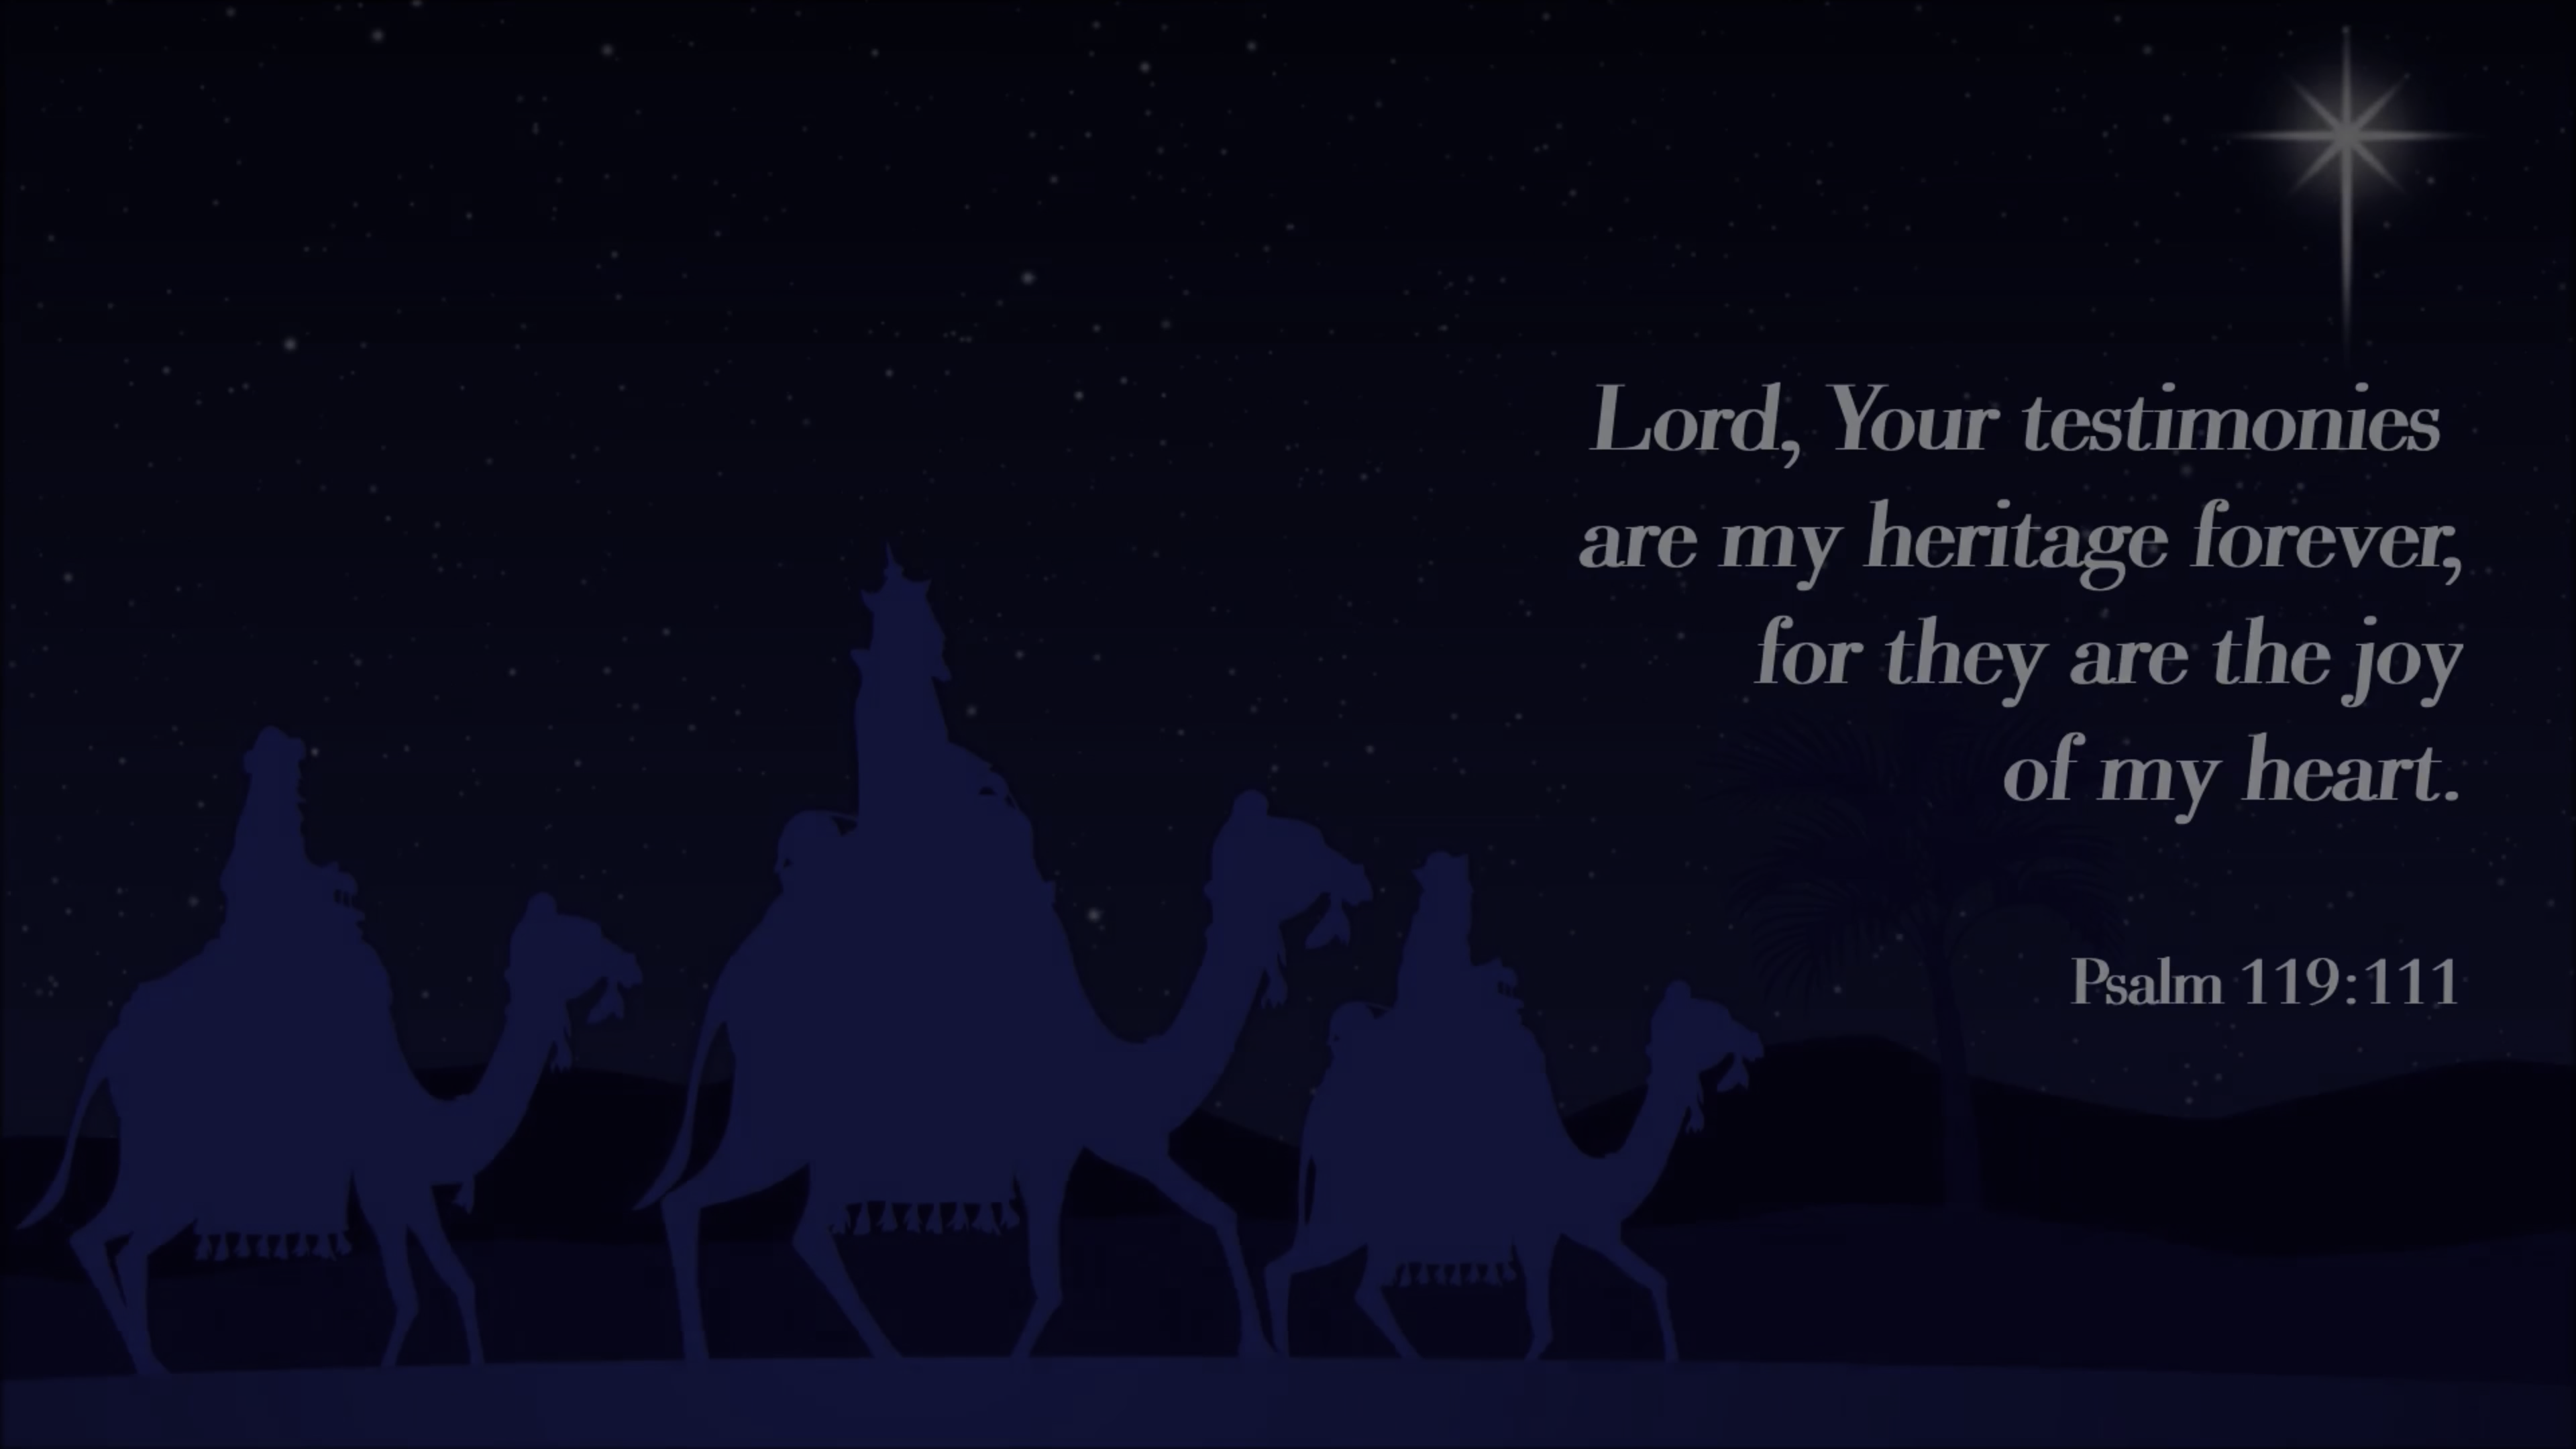 Lord, Your testimonies
are my heritage forever,
for they are the joy
of my heart.
Psalm 119:111